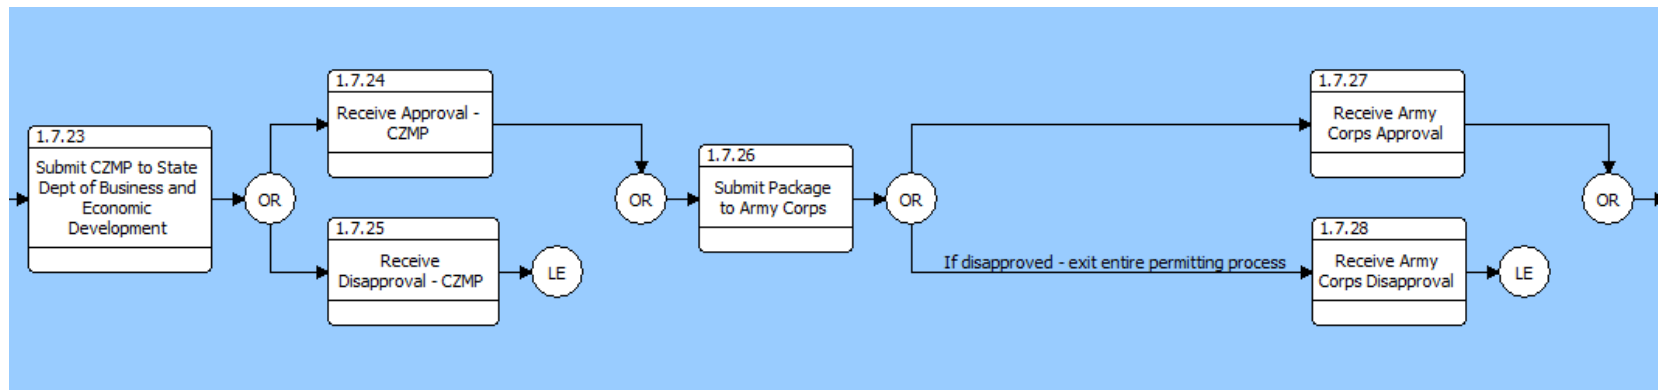 1.7.23
Submit CZMP to State
Dept of Business and
Economic
Development
OR
1.7.24
Receive Approval -
CZMP
1.7.25
Receive
Disapproval - CZMP
LE
OR
1.7.26
Submit Package
to Army Corps
OR
1.7.27
Receive Army
Corps Approval
If disapproved - exit entire permitting process
1.7.28
Receive Army
Corps Disapproval
LE
OR